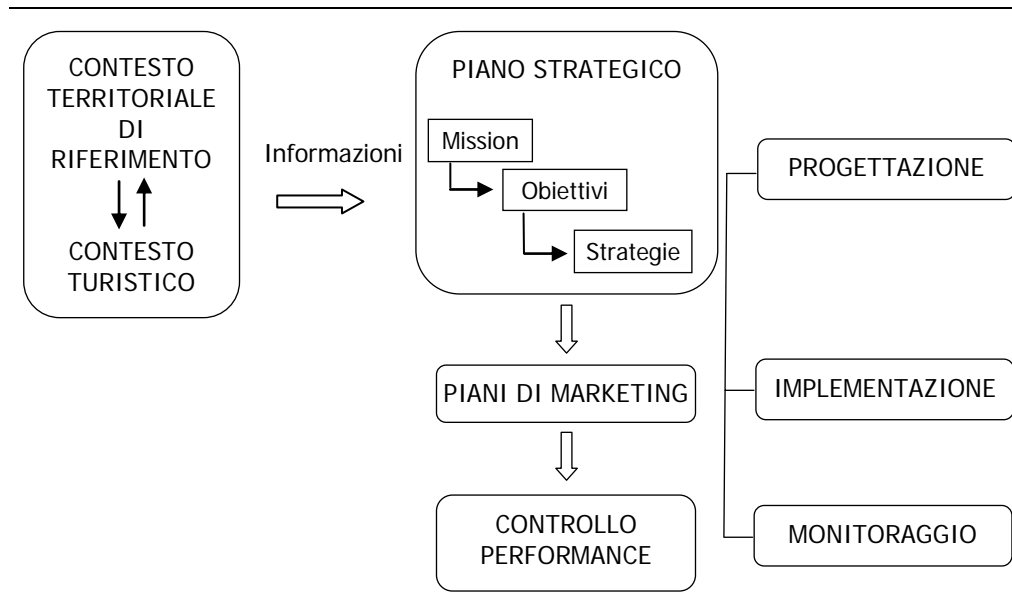 CONTESTO
TERRITORIALE
DI
RIFERIMENTO
CONTESTO
TURISTICO
Informazioni
PIANO STRATEGICO
Mission
Obiettivi
Strategie
PIANI DI MARKETING
CONTROLLO
PERFORMANCE
PROGETTAZIONE
IMPLEMENTAZIONE
MONITORAGGIO